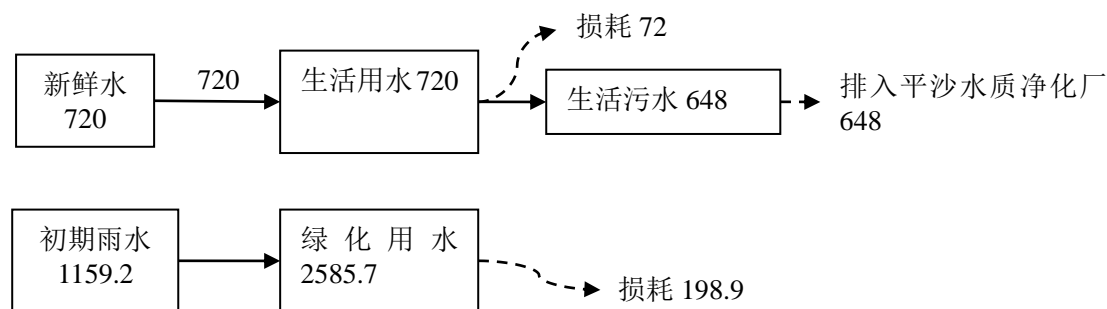 损耗 72
新鲜水
720
720
生活用水 720
生活污水 648
排入平沙水质净化厂
648
初期雨水
1159.2
绿化用水
2585.7
损耗 198.9